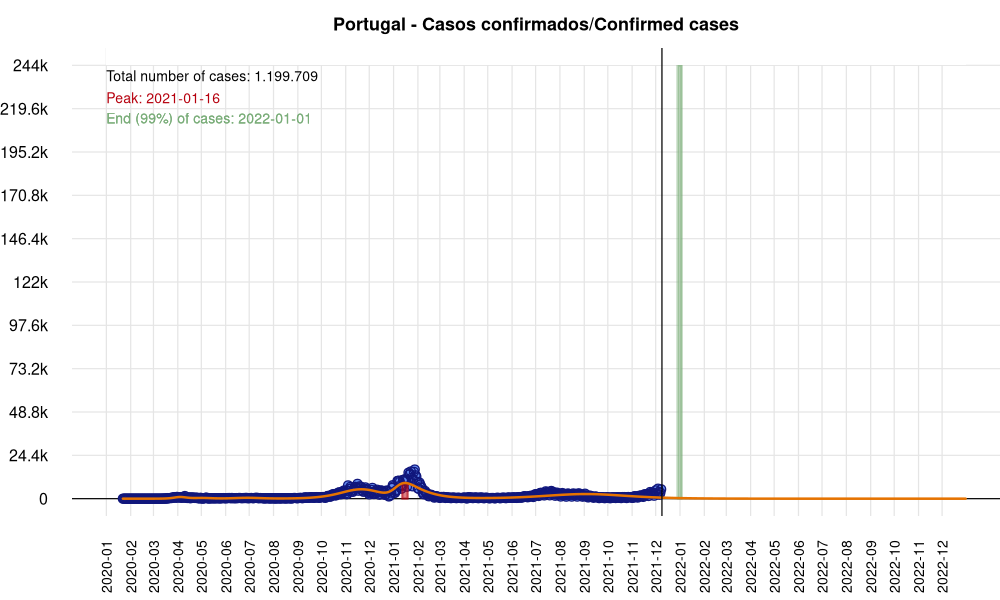 Portugal - Casos confirmados/Confirmed cases
244k
Total number of cases: 1.199.709
Peak: 2021-01-16
219.6k
End (99%) of cases: 2022-01-01
195.2k
170.8k
146.4k
122k
97.6k
73.2k
48.8k
24.4k
0
2020-01
2020-02
2020-03
2020-04
2020-05
2020-06
2020-07
2020-08
2020-09
2020-10
2020-11
2020-12
2021-01
2021-02
2021-03
2021-04
2021-05
2021-06
2021-07
2021-08
2021-09
2021-10
2021-11
2021-12
2022-01
2022-02
2022-03
2022-04
2022-05
2022-06
2022-07
2022-08
2022-09
2022-10
2022-11
2022-12